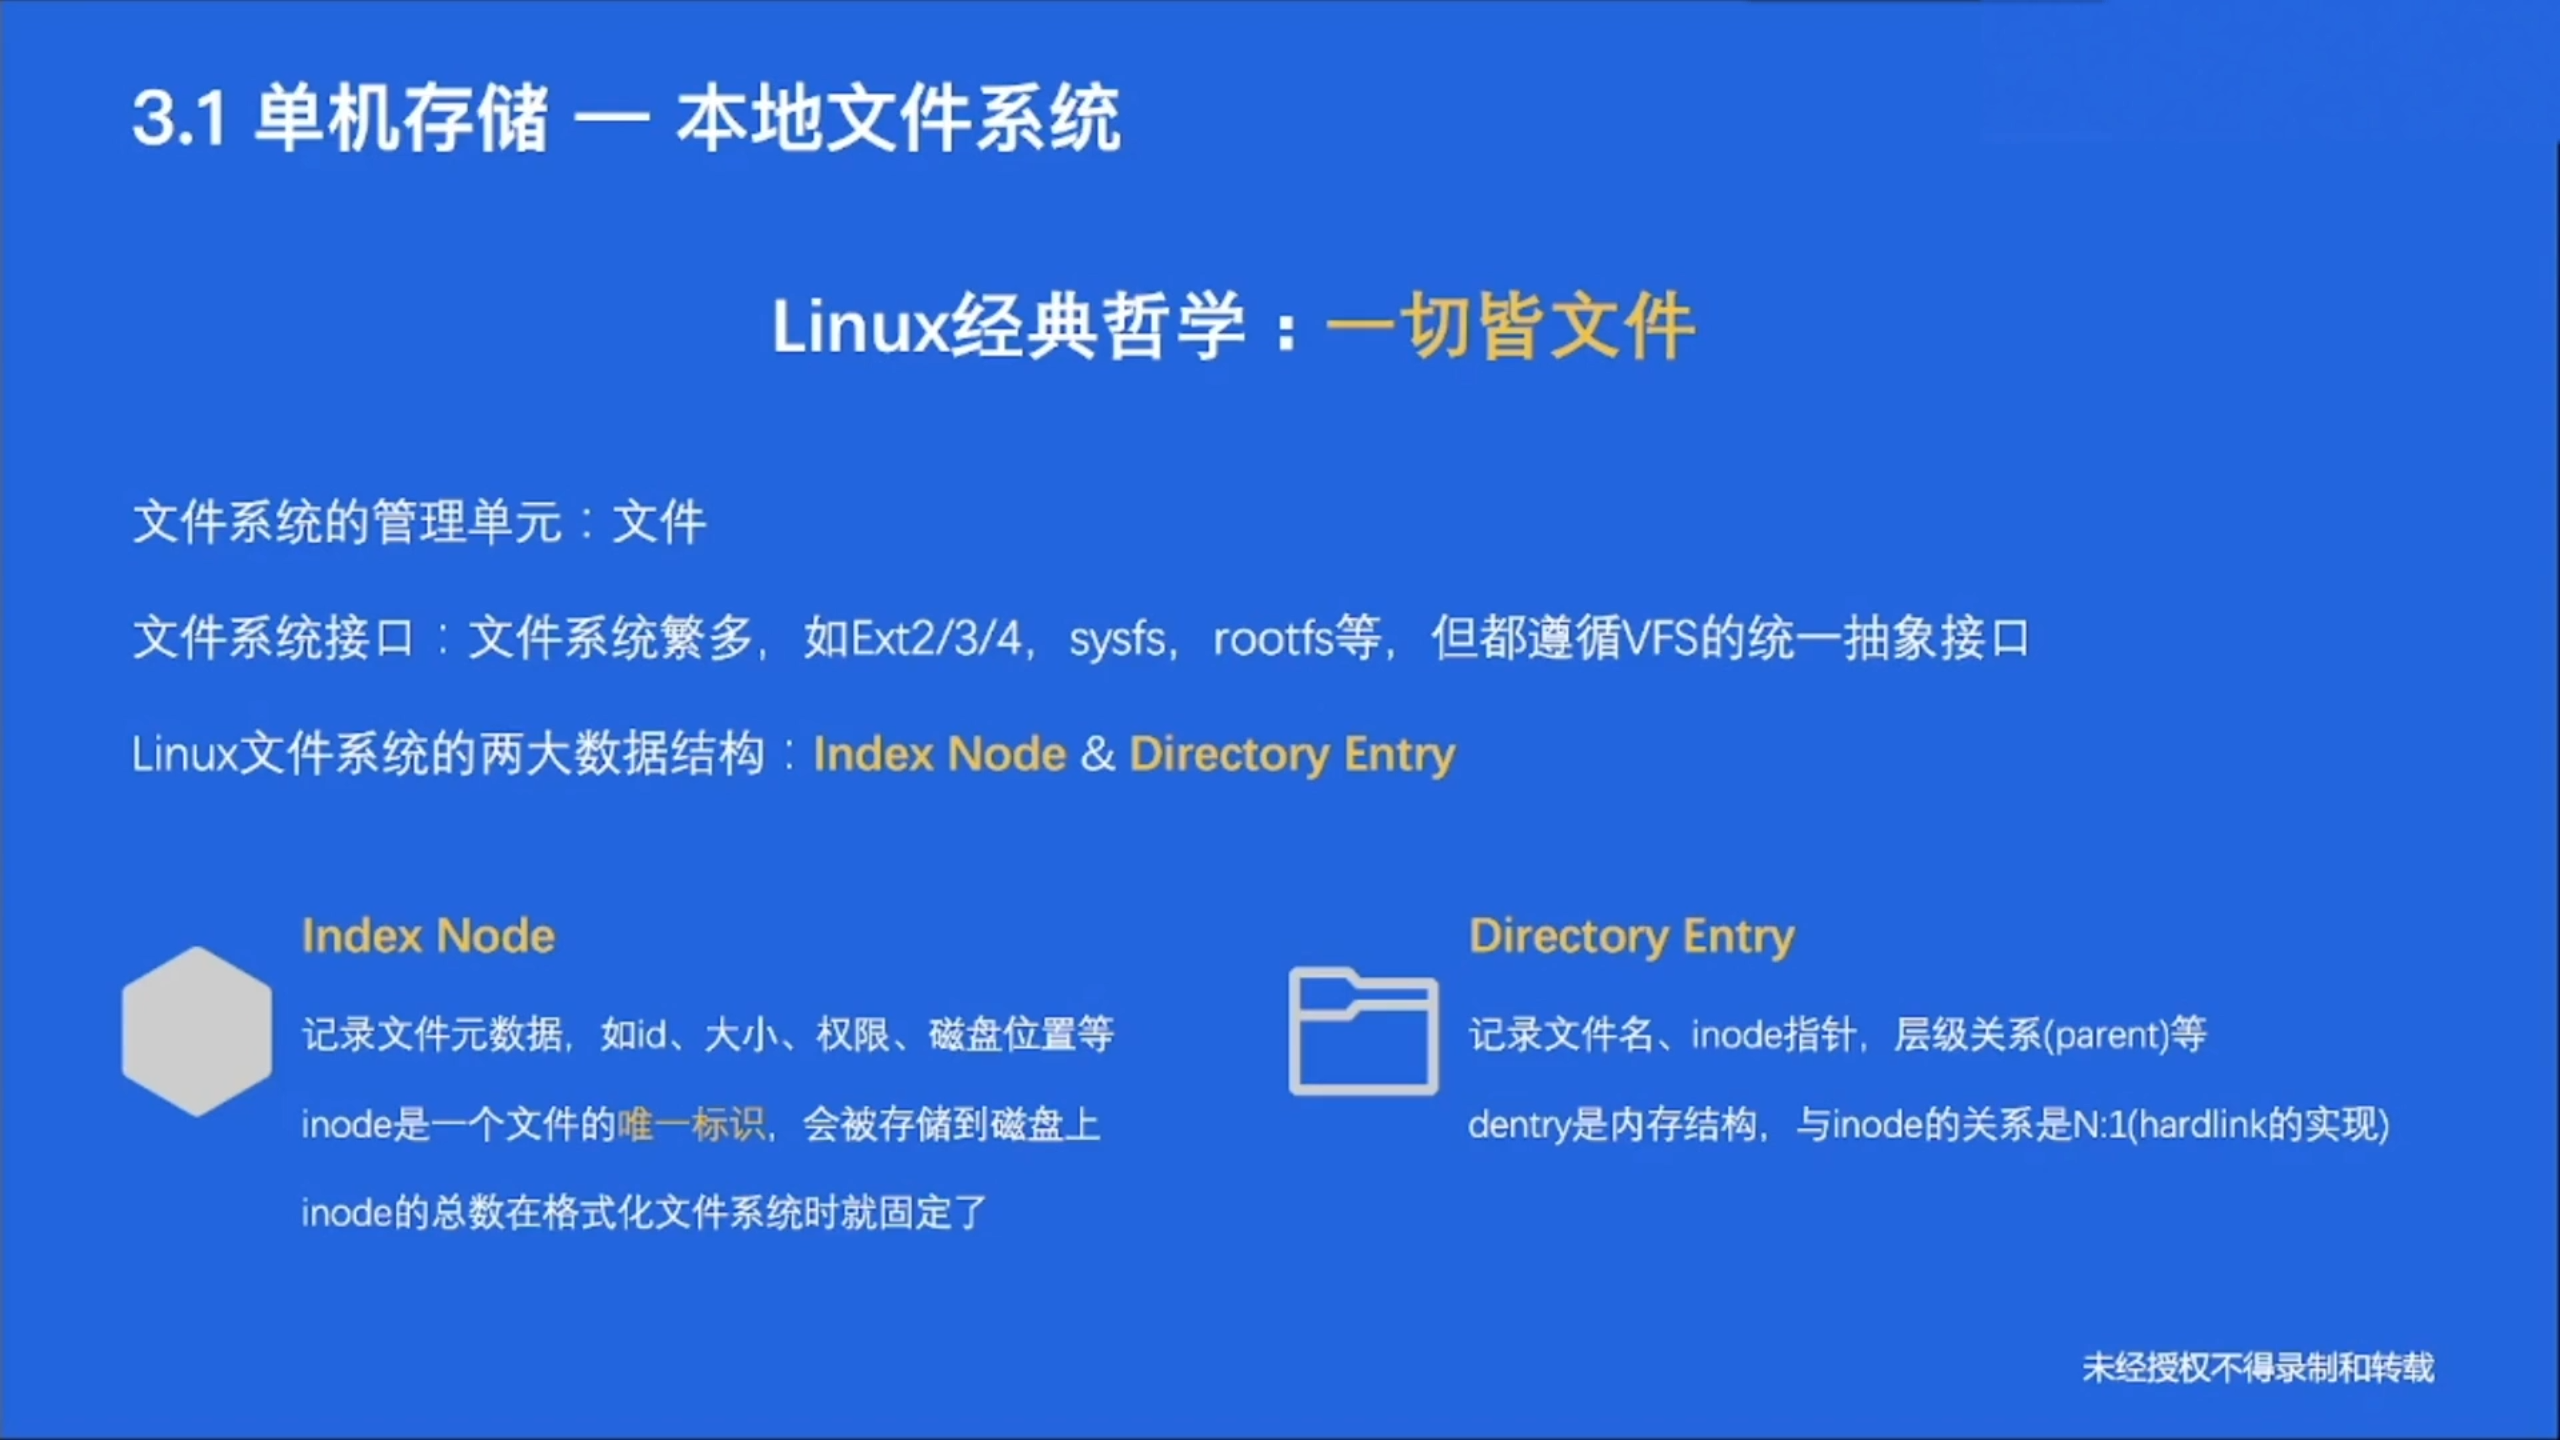 3.1 单机存储 — 本地文件系统
Linux经典哲学：一切皆文件
文件系统的管理单元：文件
文件系统接口：文件系统繁多，如Ext2/3/4，sysfs，rootfs等，但都遵循VFS的统一抽象接口
Linux文件系统的两大数据结构：Index Node & Directory Entry
Index Node
记录文件元数据，如id、大小、权限、磁盘位置等
inode是一个文件的唯一标识，会被存储到磁盘上
inode的总数在格式化文件系统时就固定了
Directory Entry
记录文件名、inode指针，层级关系(parent)等
dentry是内存结构，与inode的关系是N:1(hardlink的实现)
未经授权不得录制和转载